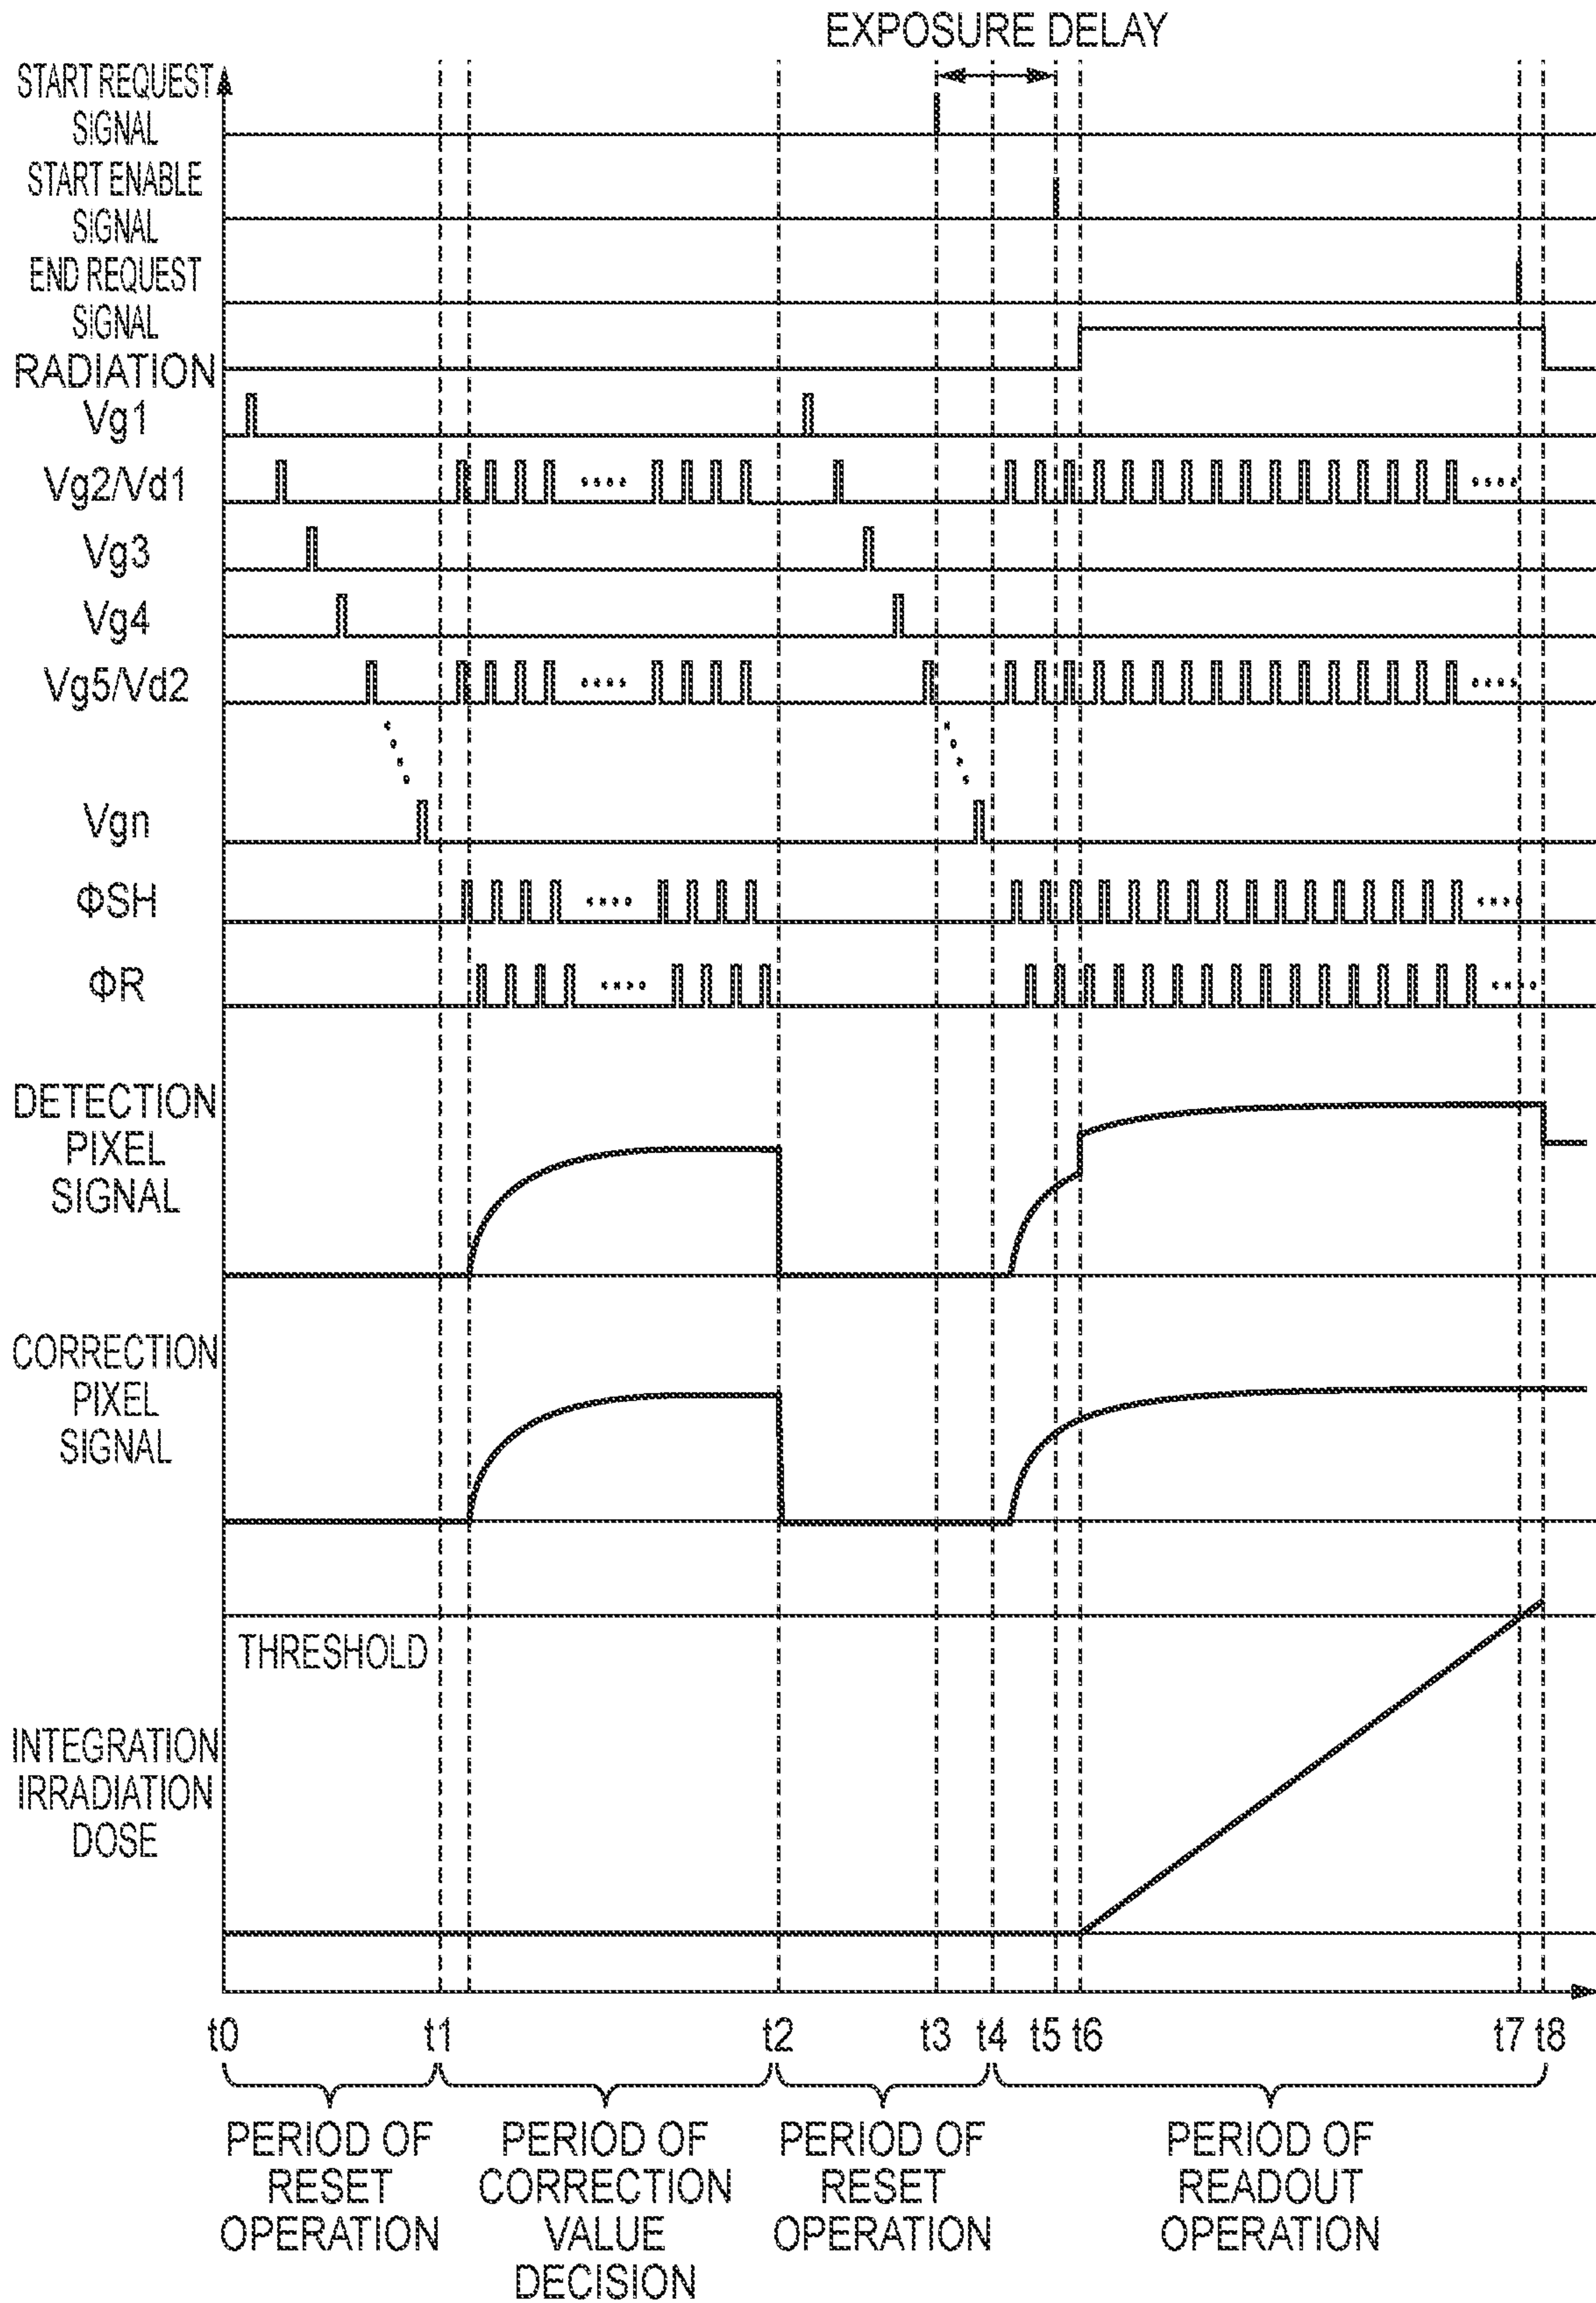 EXPOSURE DELAY
START REQUEST
SIGNAL
START ENABLE
SIGNAL
END REQUEST
SIGNAL
RADIATION
Vg1
Vg2/Vd1
Vg3
Vg4
Vg5/Vd2
Vgn
ΦSH
ΦR
DETECTION
PIXEL
SIGNAL
CORRECTION
PIXEL
SIGNAL
THRESHOLD
INTEGRATION
IRRADIATION
DOSE
t0 t1 t2 t3 t4 t5 t6 t7 t8
PERIOD OF
RESET
OPERATION
PERIOD OF
CORRECTION
VALUE
DECISION
PERIOD OF
RESET
OPERATION
PERIOD OF
READOUT
OPERATION